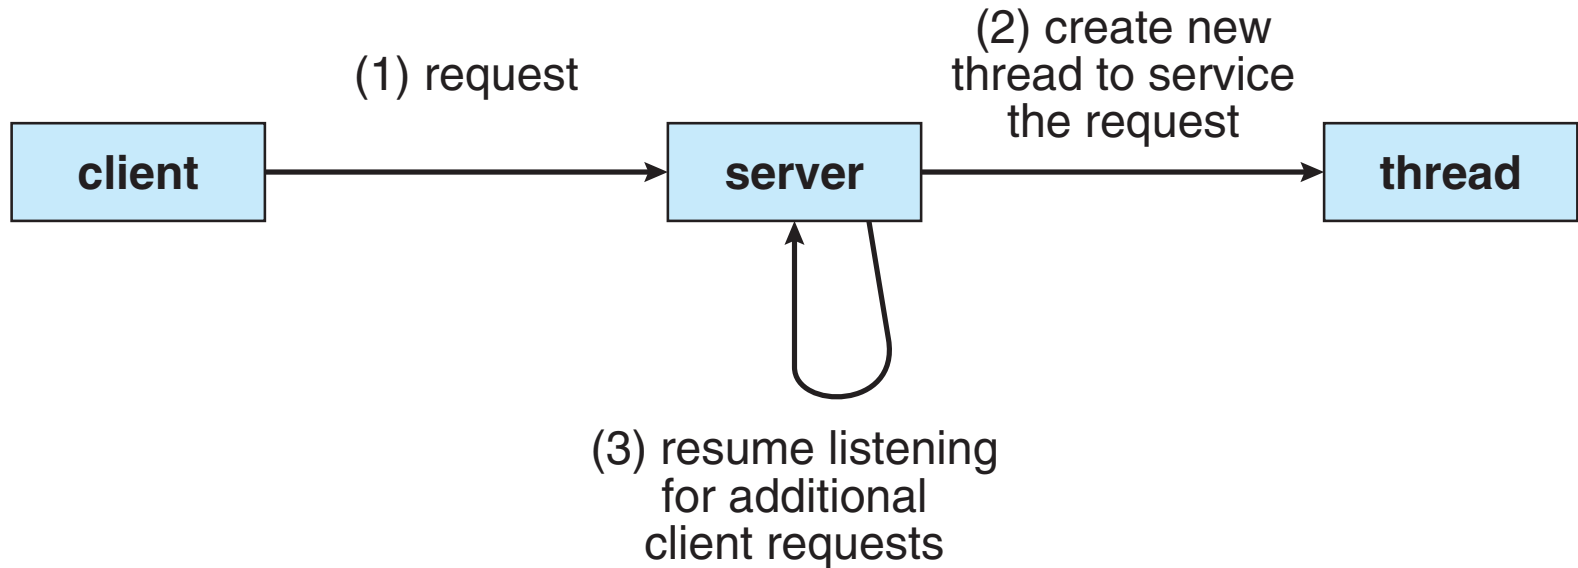 (1) request
(2) create new
thread to service
the request
client
server
thread
(3) resume listening
for additional
client requests